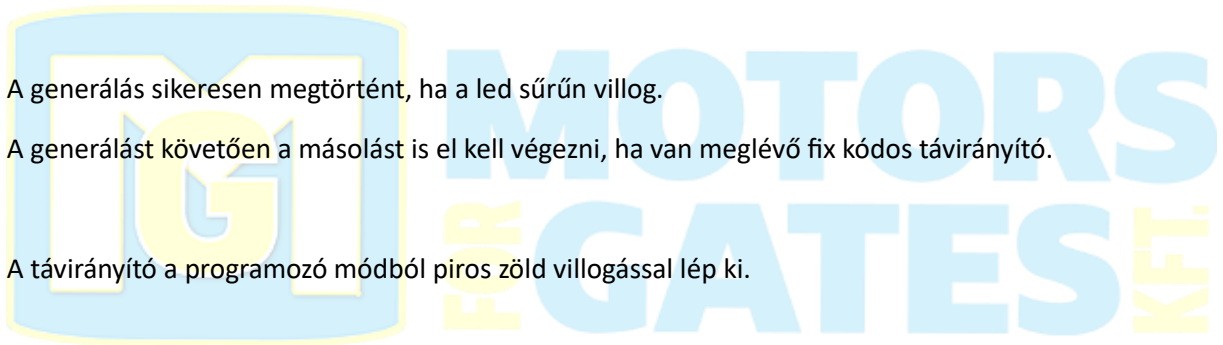 A generálás sikeresen megtörtént, ha a led sűrűn villog.
A generálást követően a másolást is el kell végezni, ha van meglévő fix kódos távirányító.
A távirányító a programozó módból piros zöld villogással lép ki.
MG
MOTORS
FOR
GATES
KFT.